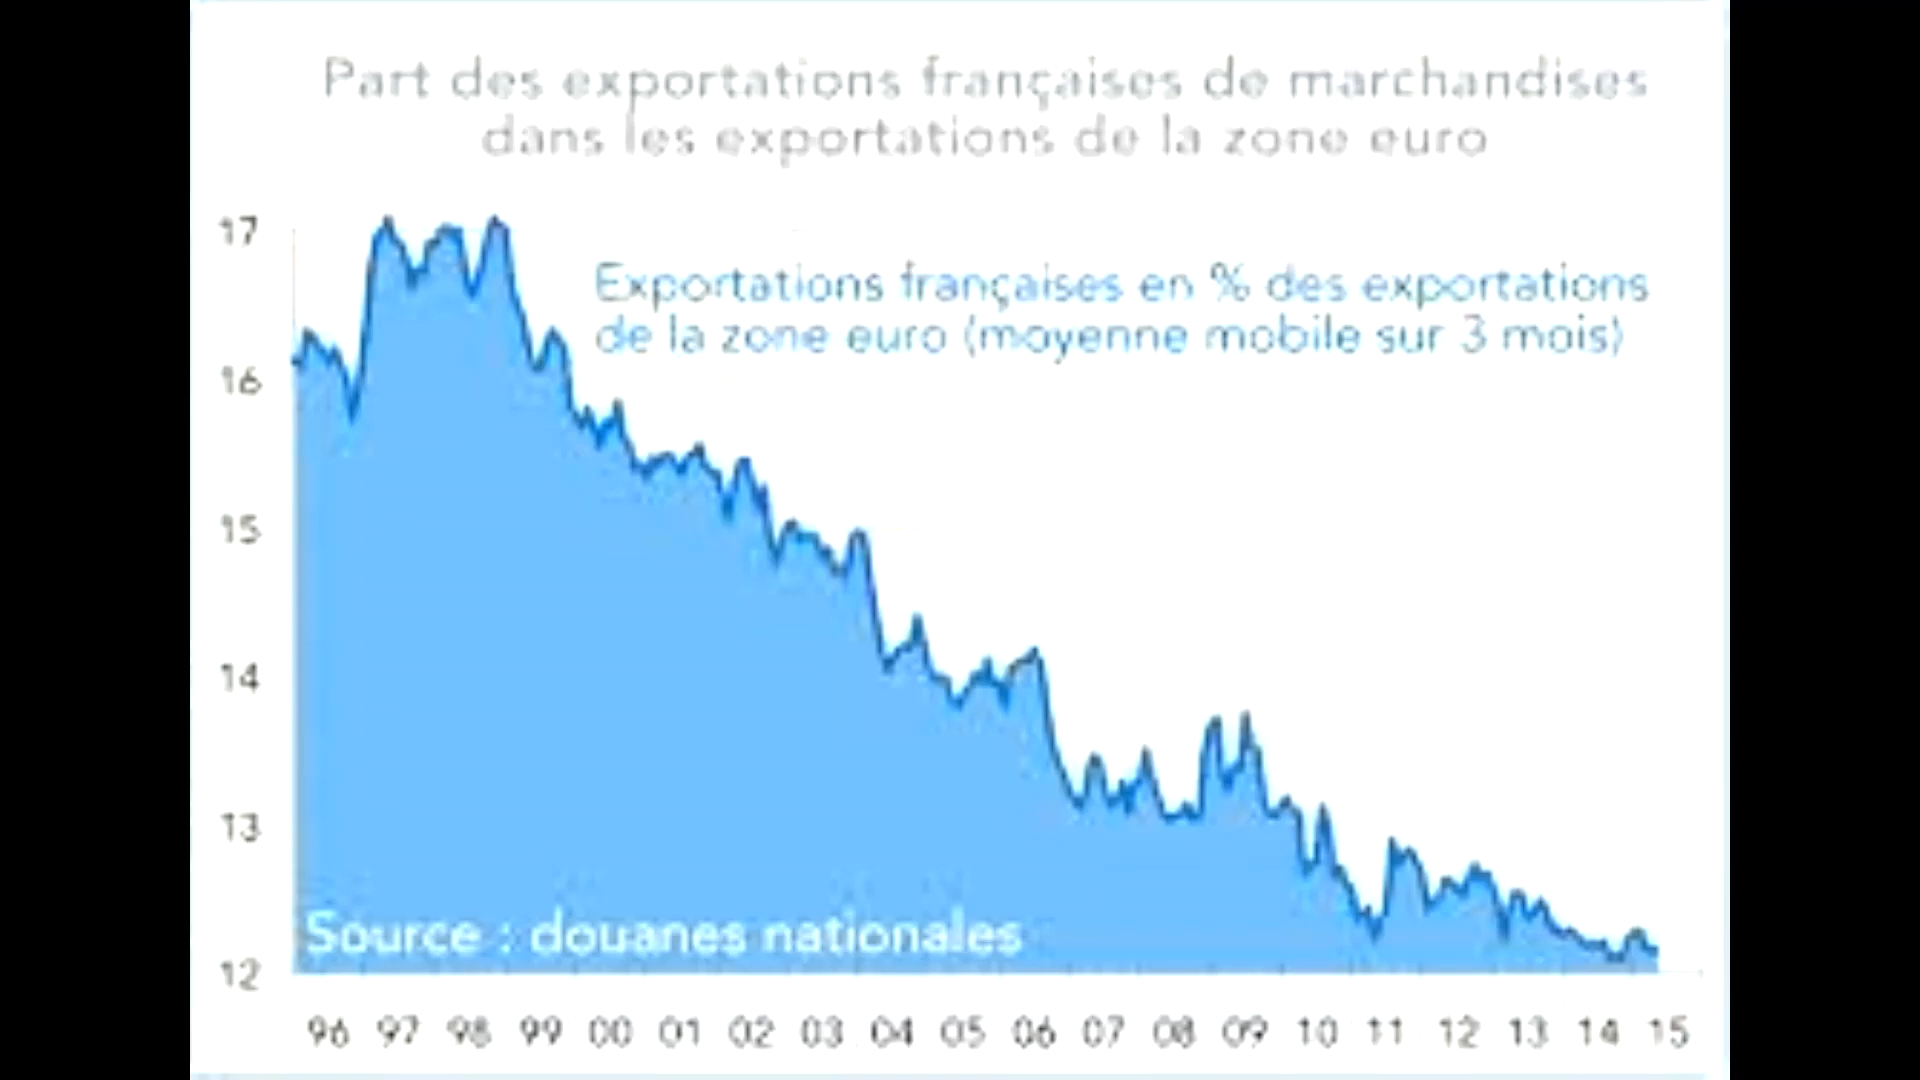 Part des exportations françaises de marchandises
dans les exportations de la zone euro
17
Exportations françaises en % des exportations
de la zone euro (moyenne mobile sur 3 mois)
16
15
14
13
Source : douanes nationales
12
96 97 98 99 00 01 02 03 04 05 06 07 08 09 10 11 12 13 14 15